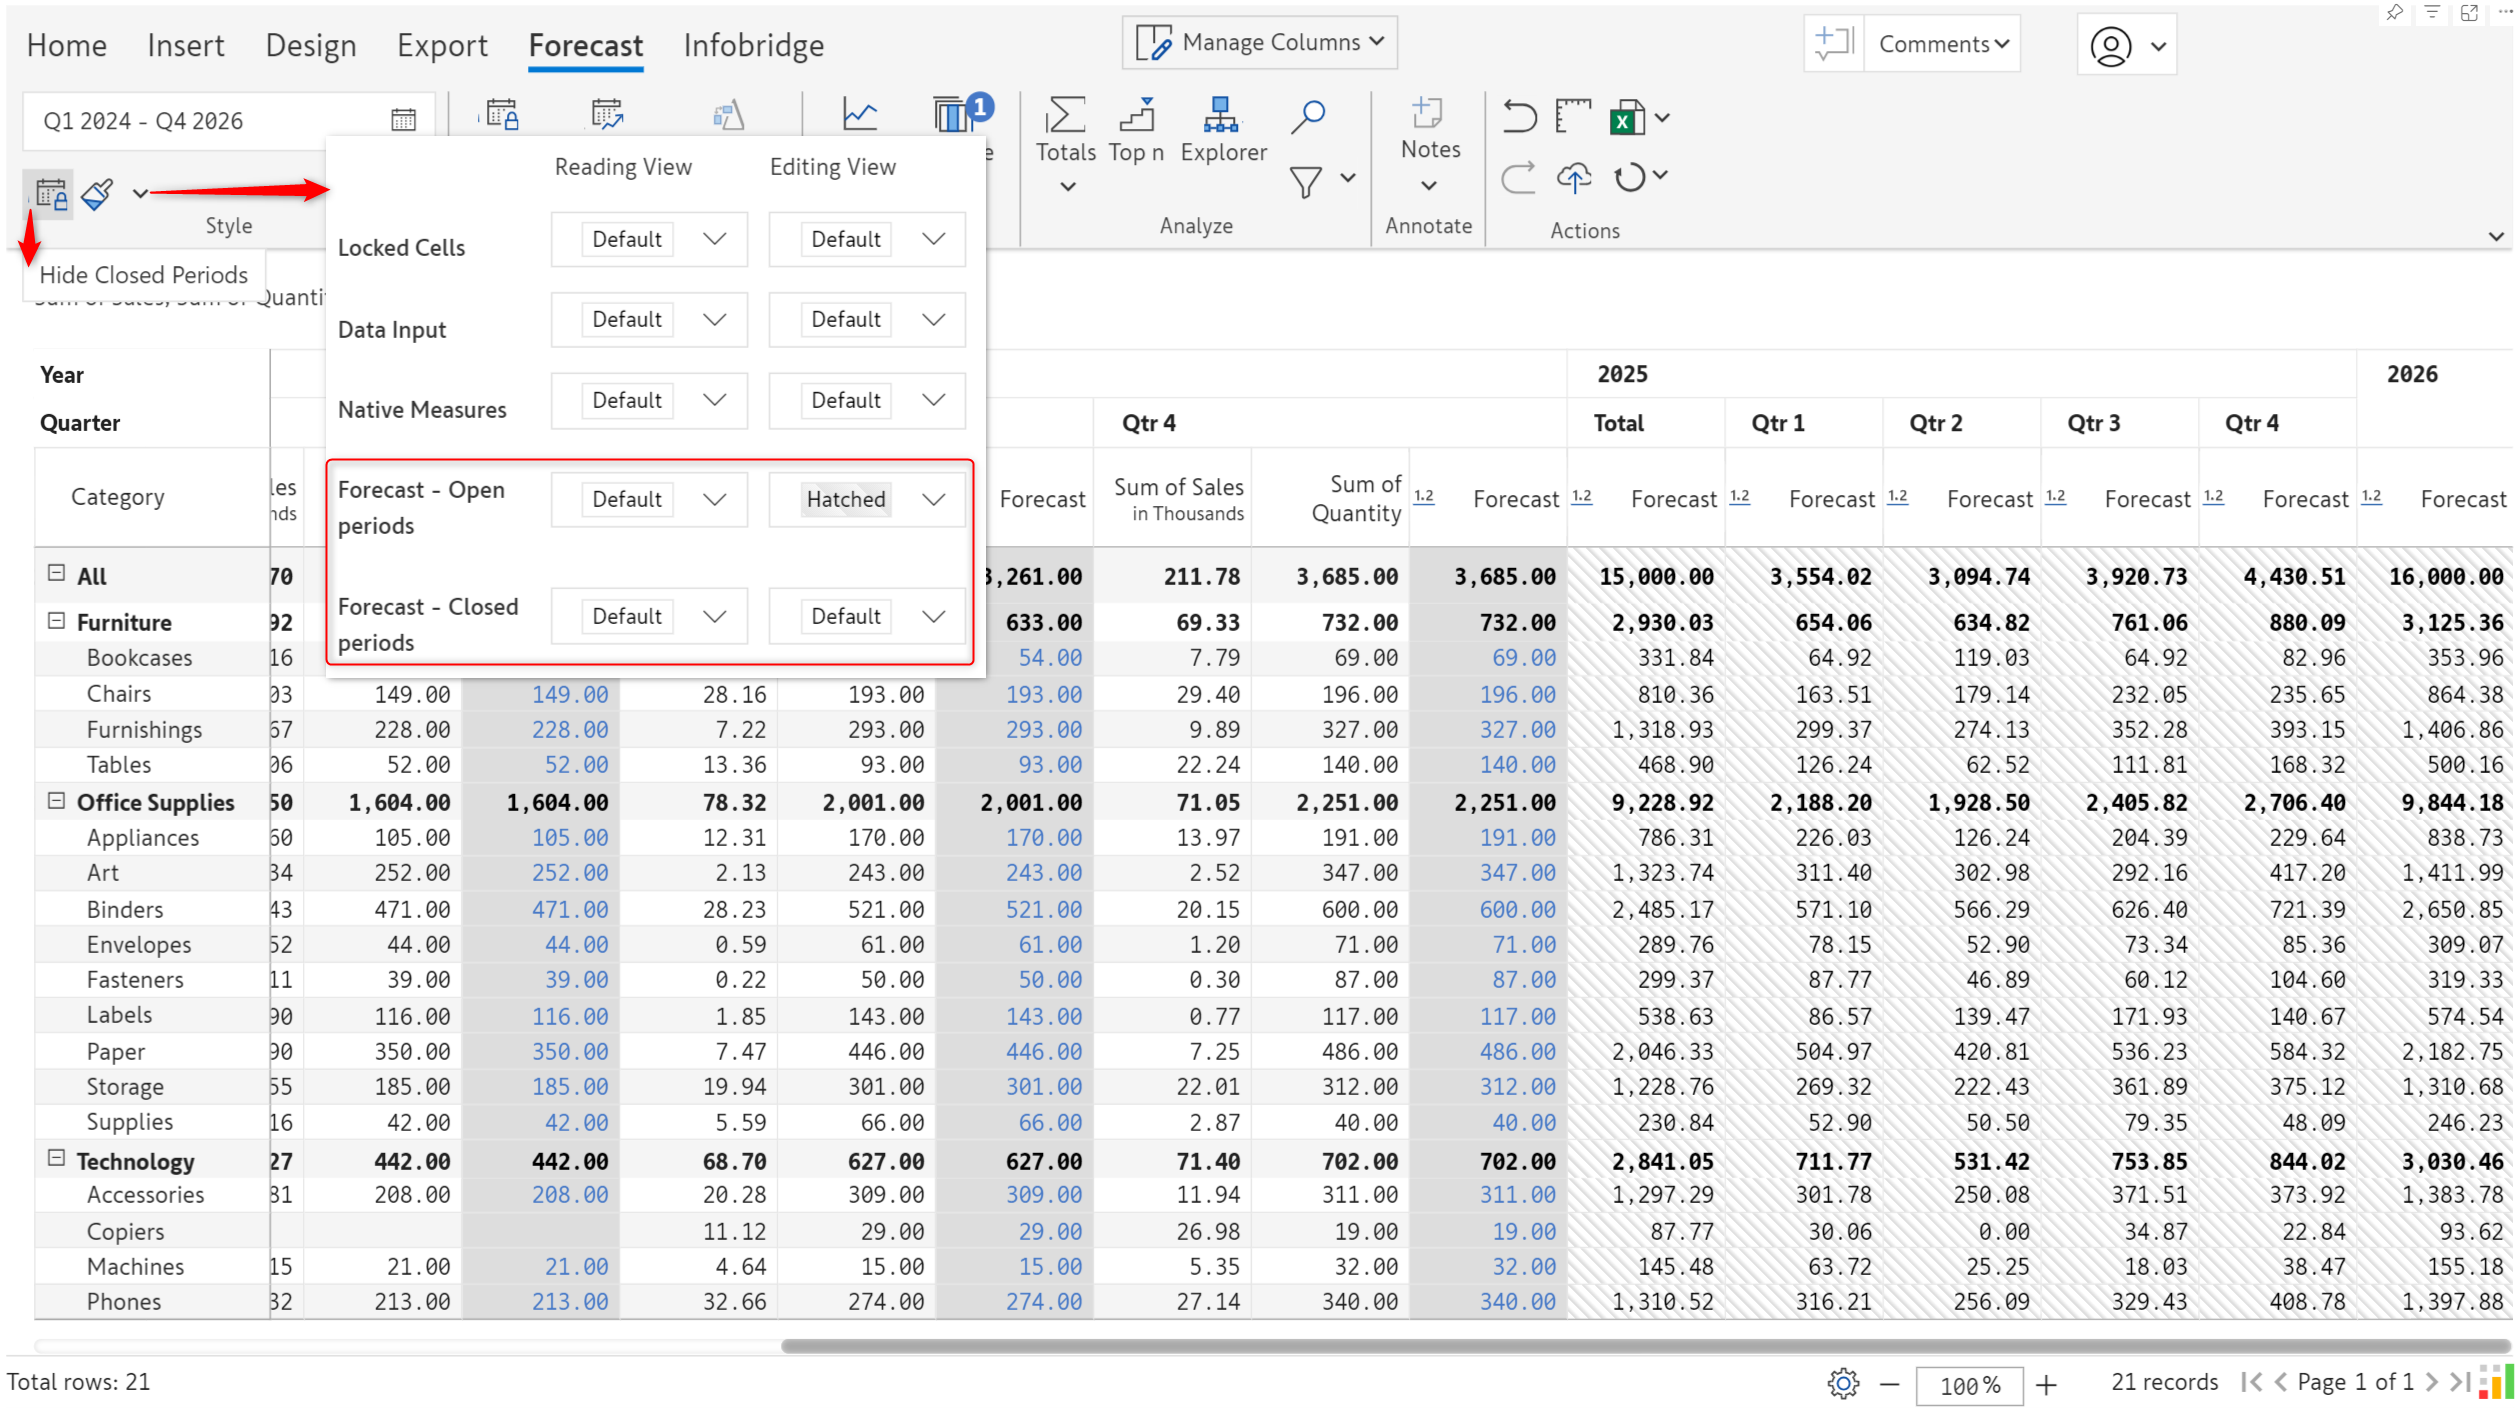 Home Insert Design Export Forecast Infobridge Manage Columns Comments
Q1 2024 - Q4 2026
1
Totals Top n Explorer Notes
Style Analyze Annotate Actions
Hide Closed Periods
Reading View Editing View
Locked Cells Default Default
Data Input Default Default
Native Measures Default Default
Forecast - Open periods Default Hatched
Forecast - Closed periods Default Default
Year 2025 2026
Quarter Qtr 4 Total Qtr 1 Qtr 2 Qtr 3 Qtr 4
Category Forecast Sum of Sales in Thousands Sum of Quantity 1.2 Forecast 1.2 Forecast 1.2 Forecast 1.2 Forecast 1.2 Forecast 1.2 Forecast 1.2 Forecast
All 70 3,261.00 211.78 3,685.00 3,685.00 15,000.00 3,554.02 3,094.74 3,920.73 4,430.51 16,000.00
Furniture 92 633.00 69.33 732.00 732.00 2,930.03 654.06 634.82 761.06 880.09 3,125.36
Bookcases 16 54.00 7.79 69.00 69.00 331.84 64.92 119.03 64.92 82.96 353.96
Chairs 03 149.00 149.00 28.16 193.00 193.00 29.40 196.00 196.00 810.36 163.51 179.14 232.05 235.65 864.38
Furnishings 67 228.00 228.00 7.22 293.00 293.00 9.89 327.00 327.00 1,318.93 299.37 274.13 352.28 393.15 1,406.86
Tables 06 52.00 52.00 13.36 93.00 93.00 22.24 140.00 140.00 468.90 126.24 62.52 111.81 168.32 500.16
Office Supplies 50 1,604.00 1,604.00 78.32 2,001.00 2,001.00 71.05 2,251.00 2,251.00 9,228.92 2,188.20 1,928.50 2,405.82 2,706.40 9,844.18
Appliances 60 105.00 105.00 12.31 170.00 170.00 13.97 191.00 191.00 786.31 226.03 126.24 204.39 229.64 838.73
Art 34 252.00 252.00 2.13 243.00 243.00 2.52 347.00 347.00 1,323.74 311.40 302.98 292.16 417.20 1,411.99
Binders 43 471.00 471.00 28.23 521.00 521.00 20.15 600.00 600.00 2,485.17 571.10 566.29 626.40 721.39 2,650.85
Envelopes 52 44.00 44.00 0.59 61.00 61.00 1.20 71.00 71.00 289.76 78.15 52.90 73.34 85.36 309.07
Fasteners 11 39.00 39.00 0.22 50.00 50.00 0.30 87.00 87.00 299.37 87.77 46.89 60.12 104.60 319.33
Labels 90 116.00 116.00 1.85 143.00 143.00 0.77 117.00 117.00 538.63 86.57 139.47 171.93 140.67 574.54
Paper 90 350.00 350.00 7.47 446.00 446.00 7.25 486.00 486.00 2,046.33 504.97 420.81 536.23 584.32 2,182.75
Storage 55 185.00 185.00 19.94 301.00 301.00 22.01 312.00 312.00 1,228.76 269.32 222.43 361.89 375.12 1,310.68
Supplies 16 42.00 42.00 5.59 66.00 66.00 2.87 40.00 40.00 230.84 52.90 50.50 79.35 48.09 246.23
Technology 27 442.00 442.00 68.70 627.00 627.00 71.40 702.00 702.00 2,841.05 711.77 531.42 753.85 844.02 3,030.46
Accessories 81 208.00 208.00 20.28 309.00 309.00 11.94 311.00 311.00 1,297.29 301.78 250.08 371.51 373.92 1,383.78
Copiers 11.12 29.00 29.00 26.98 19.00 19.00 87.77 30.06 0.00 34.87 22.84 93.62
Machines 15 21.00 21.00 4.64 15.00 15.00 5.35 32.00 32.00 145.48 63.72 25.25 18.03 38.47 155.18
Phones 32 213.00 213.00 32.66 274.00 274.00 27.14 340.00 340.00 1,310.52 316.21 256.09 329.43 408.78 1,397.88
Total rows: 21 100% 21 records Page 1 of 1